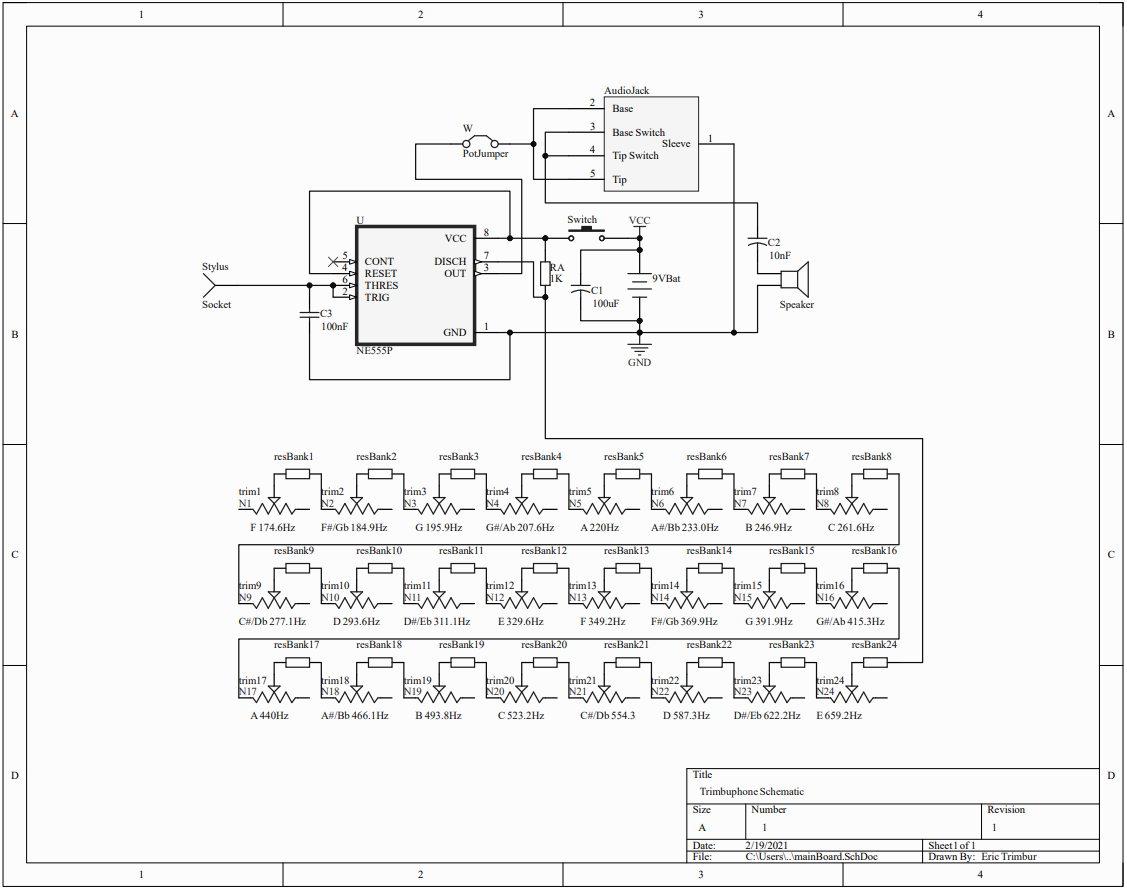 1 2 3 4
A A
AudioJack
2 Base
W
3 Base Switch
Sleeve 1
PotJumper
4 Tip Switch
5 Tip
U
Switch VCC
VCC 8
C2
10nF
5 CONT DISCH 7
4 RESET OUT 3
Stylus
6 THRES
2 TRIG
RA
1K
9VBat
C1
100uF
Socket
Speaker
C3
100nF
GND 1
NE555P
GND
B B
resBank1 resBank2 resBank3 resBank4 resBank5 resBank6 resBank7 resBank8
trim1 trim2 trim3 trim4 trim5 trim6 trim7 trim8
N1 N2 N3 N4 N5 N6 N7 N8
F 174.6Hz F#/Gb 184.9Hz G 195.9Hz G#/Ab 207.6Hz A 220Hz A#/Bb 233.0Hz B 246.9Hz C 261.6Hz
C C
resBank9 resBank10 resBank11 resBank12 resBank13 resBank14 resBank15 resBank16
trim9 trim10 trim11 trim12 trim13 trim14 trim15 trim16
N9 N10 N11 N12 N13 N14 N15 N16
C#/Db 277.1Hz D 293.6Hz D#/Eb 311.1Hz E 329.6Hz F 349.2Hz F#/Gb 369.9Hz G 391.9Hz G#/Ab 415.3Hz
resBank17 resBank18 resBank19 resBank20 resBank21 resBank22 resBank23 resBank24
trim17 trim18 trim19 trim20 trim21 trim22 trim23 trim24
N17 N18 N19 N20 N21 N22 N23 N24
A 440Hz A#/Bb 466.1Hz B 493.8Hz C 523.2Hz C#/Db 554.3 D 587.3Hz D#/Eb 622.2Hz E 659.2Hz
D D
Title
Trimbuphone Schematic
Size Number Revision
A 1 1
Date: 2/19/2021 Sheet 1 of 1
File: C:\Users\..\mainBoard.SchDoc Drawn By: Eric Trimbur
1 2 3 4